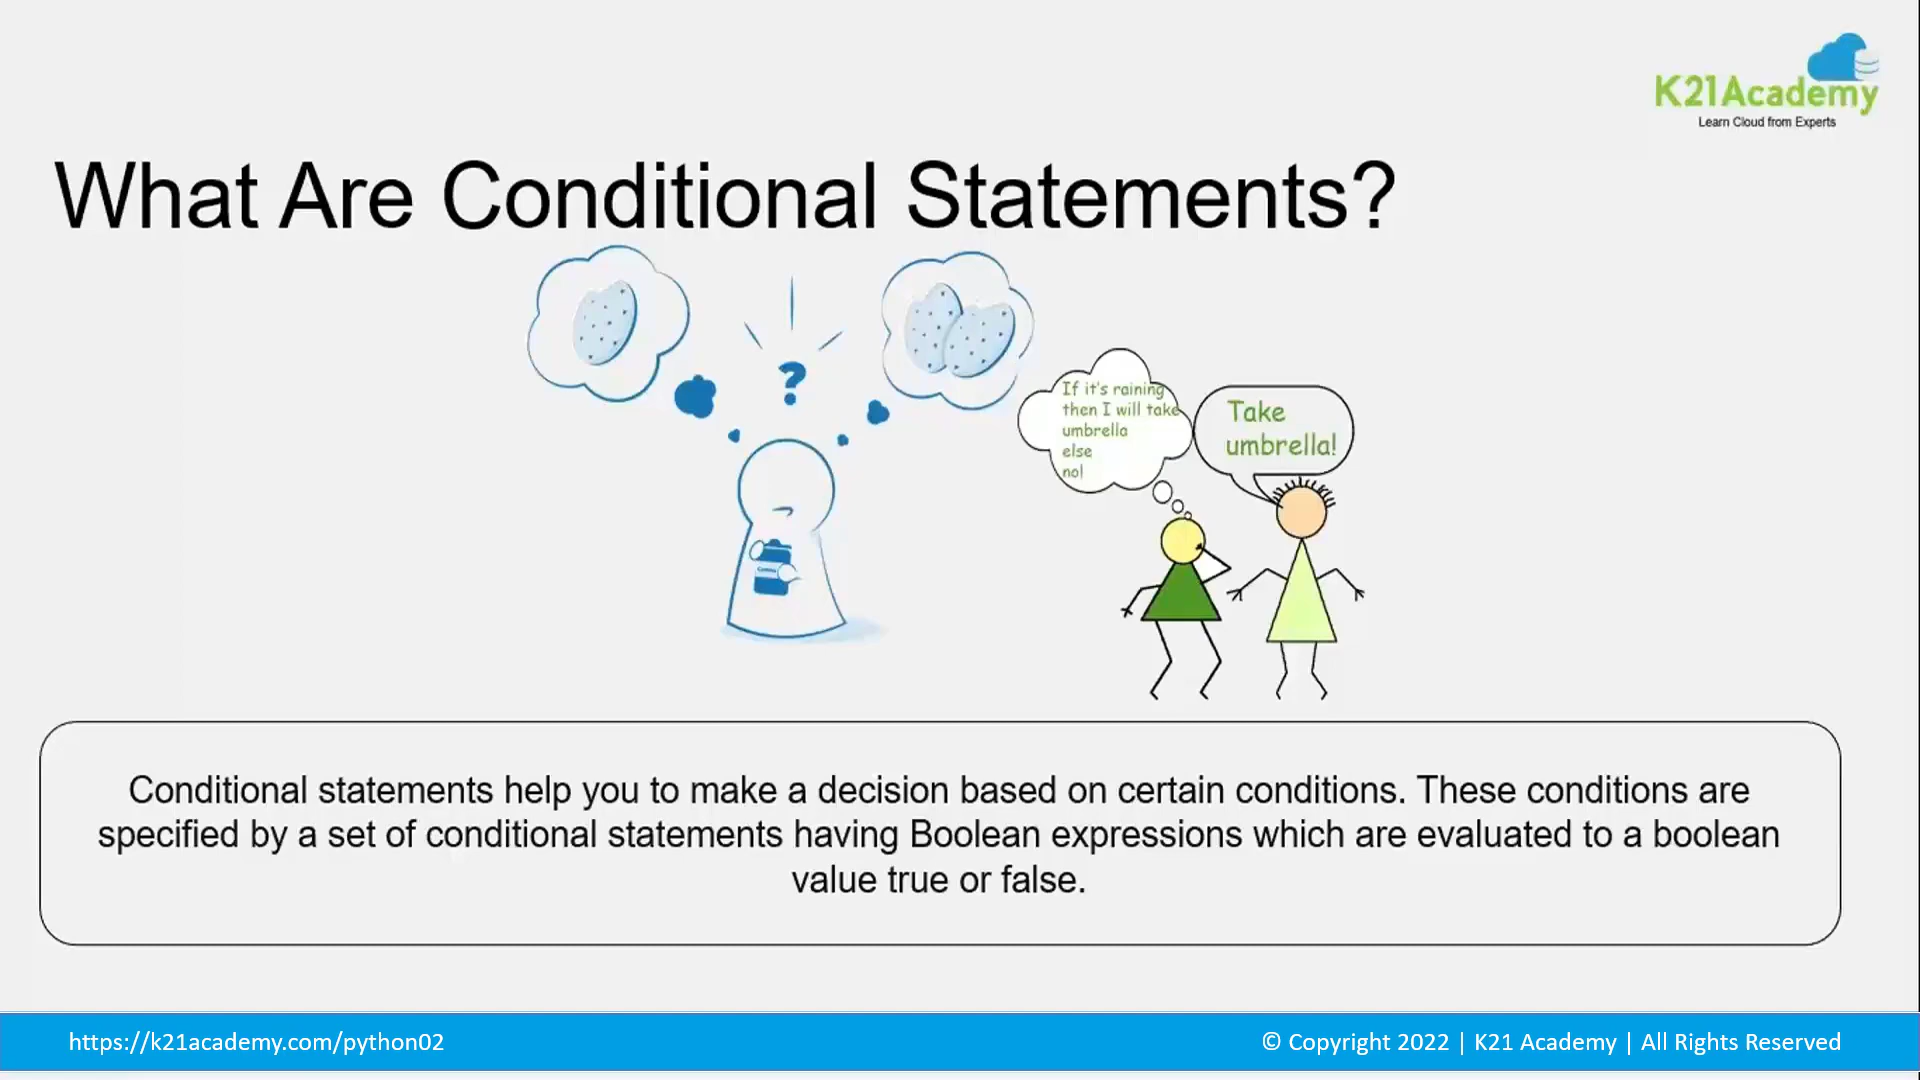 K21Academy
Learn Cloud from Experts
What Are Conditional Statements?
?
If it's raining
then I will take
umbrella
else
no!
Take
umbrella!
Conditional statements help you to make a decision based on certain conditions. These conditions are
specified by a set of conditional statements having Boolean expressions which are evaluated to a boolean
value true or false.
https://k21academy.com/python02
© Copyright 2022 | K21 Academy | All Rights Reserved